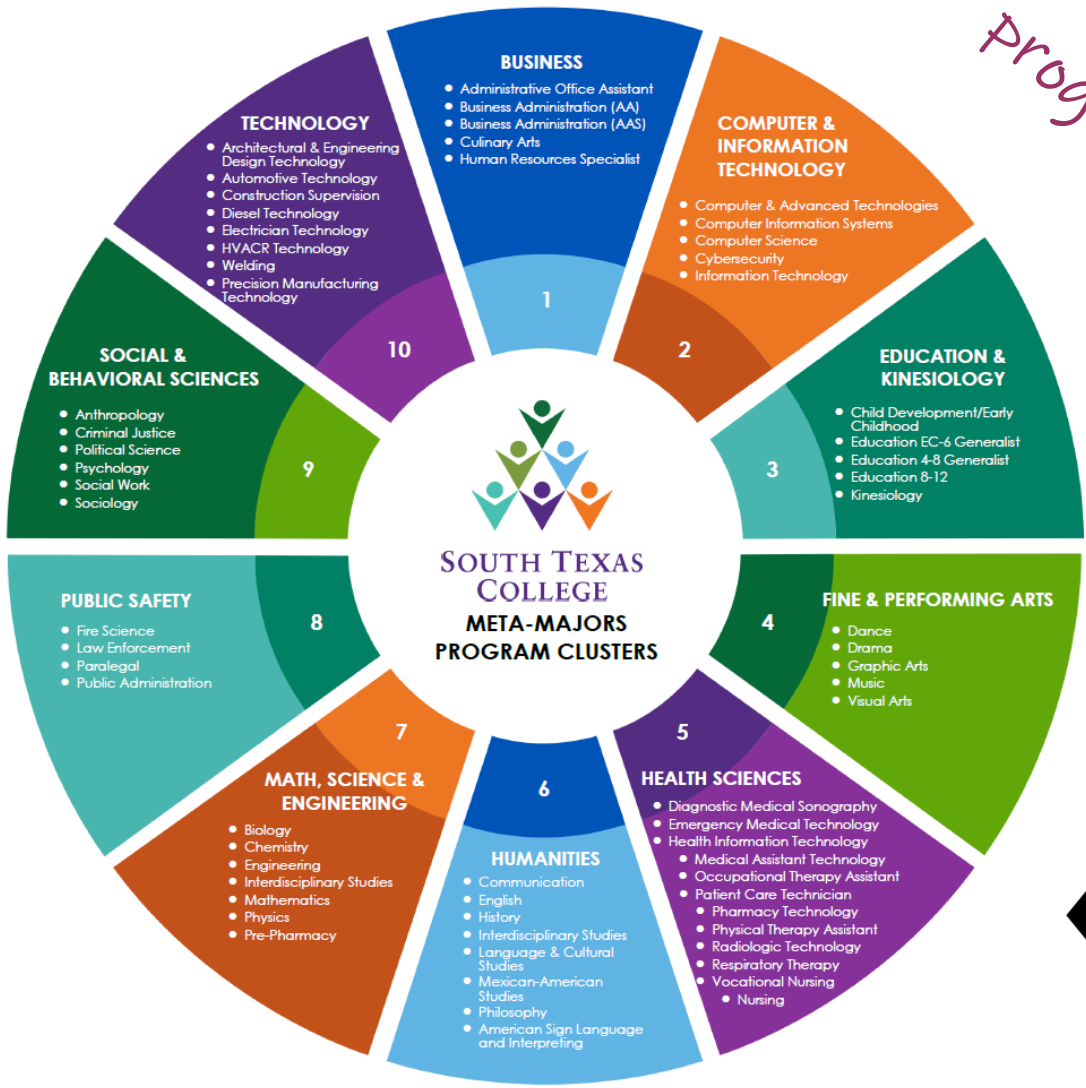 Prog
BUSINESS
• Administrative Office Assistant
• Business Administration (AA)
• Business Administration (AAS)
• Culinary Arts
• Human Resources Specialist
1
COMPUTER &
INFORMATION
TECHNOLOGY
• Computer & Advanced Technologies
• Computer Information Systems
• Computer Science
• Cybersecurity
• Information Technology
2
EDUCATION &
KINESIOLOGY
• Child Development/Early
Childhood
• Education EC-6 Generalist
• Education 4-8 Generalist
• Education 8-12
• Kinesiology
3
FINE & PERFORMING ARTS
• Dance
• Drama
• Graphic Arts
• Music
• Visual Arts
4
5
HEALTH SCIENCES
• Diagnostic Medical Sonography
• Emergency Medical Technology
• Health Information Technology
• Medical Assistant Technology
• Occupational Therapy Assistant
• Patient Care Technician
• Pharmacy Technology
• Physical Therapy Assistant
• Radiologic Technology
• Respiratory Therapy
• Vocational Nursing
• Nursing
6
HUMANITIES
• Communication
• English
• History
• Interdisciplinary Studies
• Language & Cultural
Studies
• Mexican-American
Studies
• Philosophy
• American Sign Language
and Interpreting
7
MATH, SCIENCE &
ENGINEERING
• Biology
• Chemistry
• Engineering
• Interdisciplinary Studies
• Mathematics
• Physics
• Pre-Pharmacy
8
PUBLIC SAFETY
• Fire Science
• Law Enforcement
• Paralegal
• Public Administration
9
SOCIAL &
BEHAVIORAL SCIENCES
• Anthropology
• Criminal Justice
• Political Science
• Psychology
• Social Work
• Sociology
TECHNOLOGY
• Architectural & Engineering
Design Technology
• Automotive Technology
• Construction Supervision
• Diesel Technology
• Electrician Technology
• HVACR Technology
• Welding
• Precision Manufacturing
Technology
10
SOUTH TEXAS
COLLEGE
META-MAJORS
PROGRAM CLUSTERS